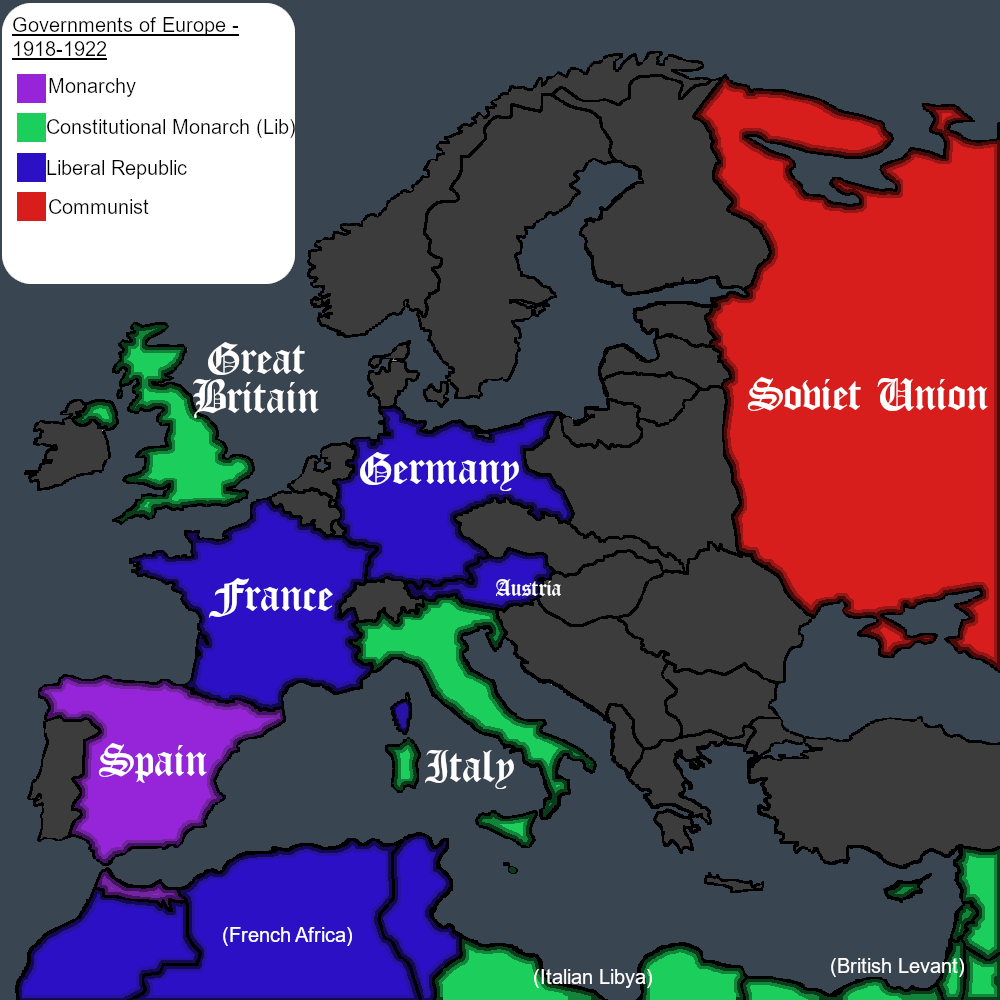 Governments of Europe -
1918-1922
Monarchy
Constitutional Monarch (Lib)
Liberal Republic
Communist
Great
Britain
Soviet Union
Germany
Austria
France
Spain
Italy
(French Africa)
(Italian Libya)
(British Levant)